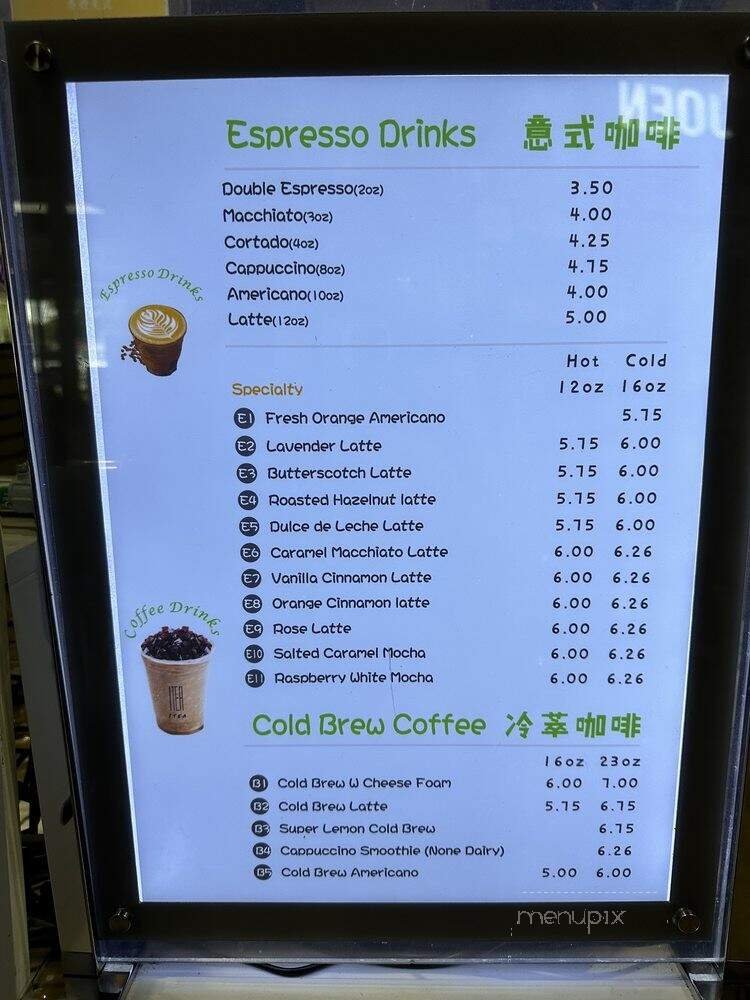 Espresso Drinks 意式咖啡
Double Espresso(2oz) 3.50
Macchiato(3oz) 4.00
Cortado(4oz) 4.25
Cappuccino(8oz) 4.75
Americano(10oz) 4.00
Latte(12oz) 5.00
Espresso Drinks
Hot Cold
Specialty 12oz 16oz
E1 Fresh Orange Americano 5.75
E2 Lavender Latte 5.75 6.00
E3 Butterscotch Latte 5.75 6.00
E4 Roasted Hazelnut latte 5.75 6.00
E5 Dulce de Leche Latte 5.75 6.00
E6 Caramel Macchiato Latte 6.00 6.26
E7 Vanilla Cinnamon Latte 6.00 6.26
E8 Orange Cinnamon latte 6.00 6.26
E9 Rose Latte 6.00 6.26
E10 Salted Caramel Mocha 6.00 6.26
E11 Raspberry White Mocha 6.00 6.26
Coffee Drinks
ITEA
ITEA
Cold Brew Coffee 冷萃咖啡
16oz 23oz
B1 Cold Brew W Cheese Foam 6.00 7.00
B2 Cold Brew Latte 5.75 6.75
B3 Super Lemon Cold Brew 6.75
B4 Cappuccino Smoothie (None Dairy) 6.26
B5 Cold Brew Americano 5.00 6.00
menupix